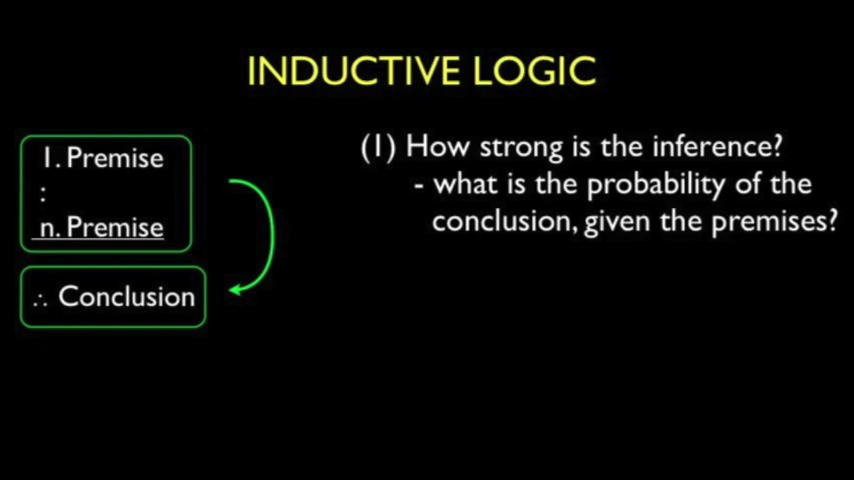 INDUCTIVE LOGIC
1. Premise
:
n. Premise
∴ Conclusion
(1) How strong is the inference?
- what is the probability of the
conclusion, given the premises?